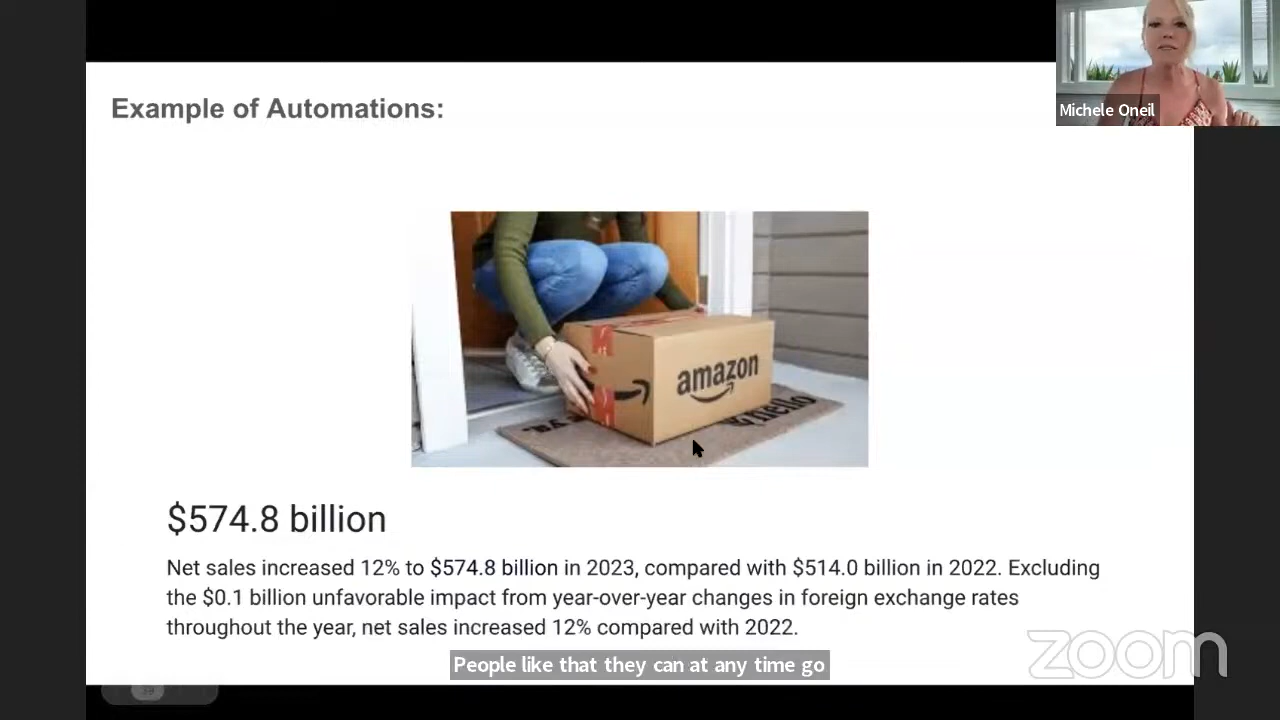 Example of Automations:
Michele Oneil
amazon
hello
$574.8 billion
Net sales increased 12% to $574.8 billion in 2023, compared with $514.0 billion in 2022. Excluding
the $0.1 billion unfavorable impact from year-over-year changes in foreign exchange rates
throughout the year, net sales increased 12% compared with 2022.
People like that they can at any time go
zoom